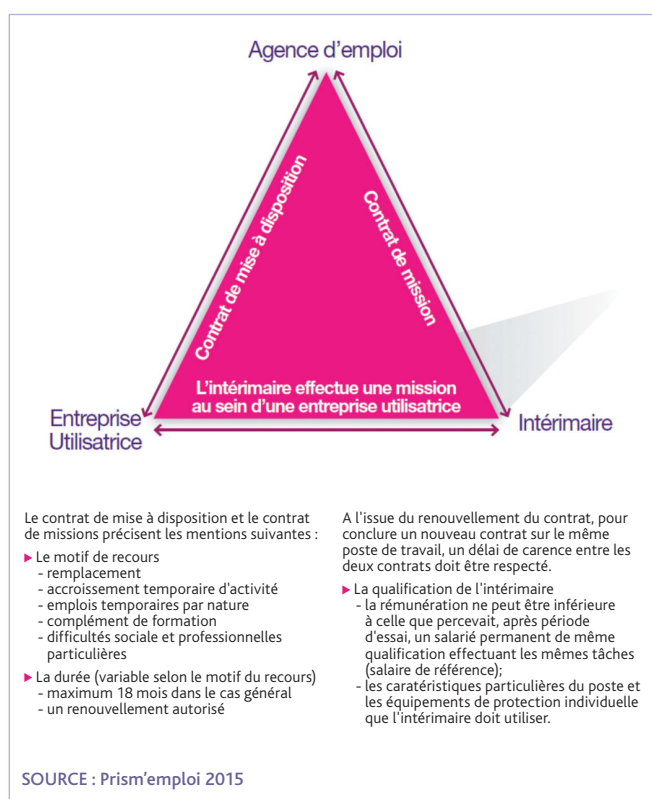 Agence d'emploi
Contrat de mise à disposition
Contrat de mission
L'intérimaire effectue une mission
au sein d'une entreprise utilisatrice
Entreprise
Utilisatrice
Intérimaire
Le contrat de mise à disposition et le contrat
de missions précisent les mentions suivantes :
▶ Le motif de recours
- remplacement
- accroissement temporaire d'activité
- emplois temporaires par nature
- complément de formation
- difficultés sociale et professionnelles
particulières
▶ La durée (variable selon le motif du recours)
- maximum 18 mois dans le cas général
- un renouvellement autorisé
A l'issue du renouvellement du contrat, pour
conclure un nouveau contrat sur le même
poste de travail, un délai de carence entre les
deux contrats doit être respecté.
▶ La qualification de l'intérimaire
- la rémunération ne peut être inférieure
à celle que percevait, après période
d'essai, un salarié permanent de même
qualification effectuant les mêmes tâches
(salaire de référence);
- les caratéristiques particulières du poste et
les équipements de protection individuelle
que l'intérimaire doit utiliser.
SOURCE : Prism'emploi 2015